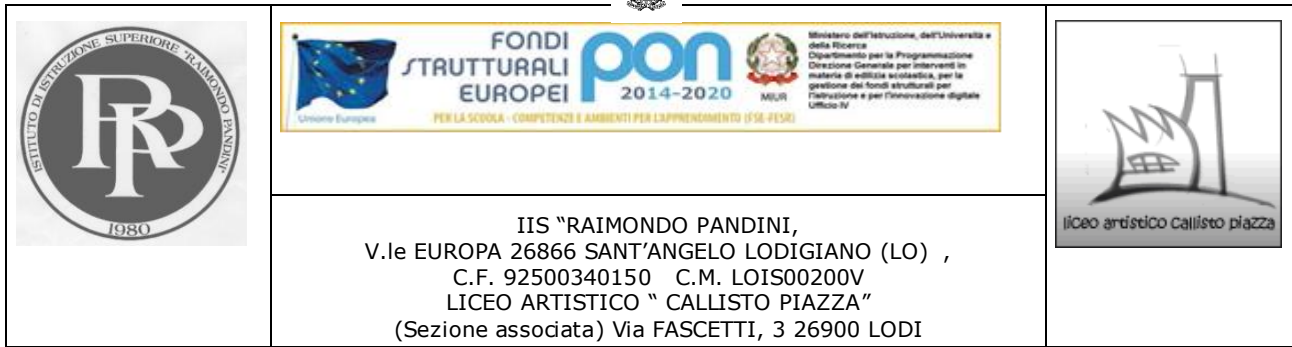 ISTITUTO DI ISTRUZIONE SUPERIORE "RAIMONDO PANDINI"
1980
FONDI
STRUTTURALI
EUROPEI
pon
2014-2020
Unione Europea
MIUR
Ministero dell'Istruzione, dell'Università e
della Ricerca
Dipartimento per la Programmazione
Direzione Generale per interventi in
materia di edilizia scolastica, per la
gestione dei fondi strutturali per
l'istruzione e per l'innovazione digitale
Ufficio IV
PER LA SCUOLA - COMPETENZE E AMBIENTI PER L'APPRENDIMENTO (FSE-FESR)
liceo artistico callisto piazza
IIS "RAIMONDO PANDINI,
V.le EUROPA 26866 SANT'ANGELO LODIGIANO (LO) ,
C.F. 92500340150 C.M. LOIS00200V
LICEO ARTISTICO " CALLISTO PIAZZA"
(Sezione associata) Via FASCETTI, 3 26900 LODI